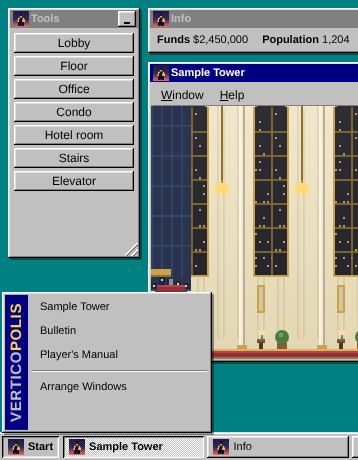 Tools
Lobby
Floor
Office
Condo
Hotel room
Stairs
Elevator
Info
Funds $2,450,000 Population 1,204
Sample Tower
Window Help
VERTICOPOLIS
Sample Tower
Bulletin
Player's Manual
Arrange Windows
Start
Sample Tower
Info